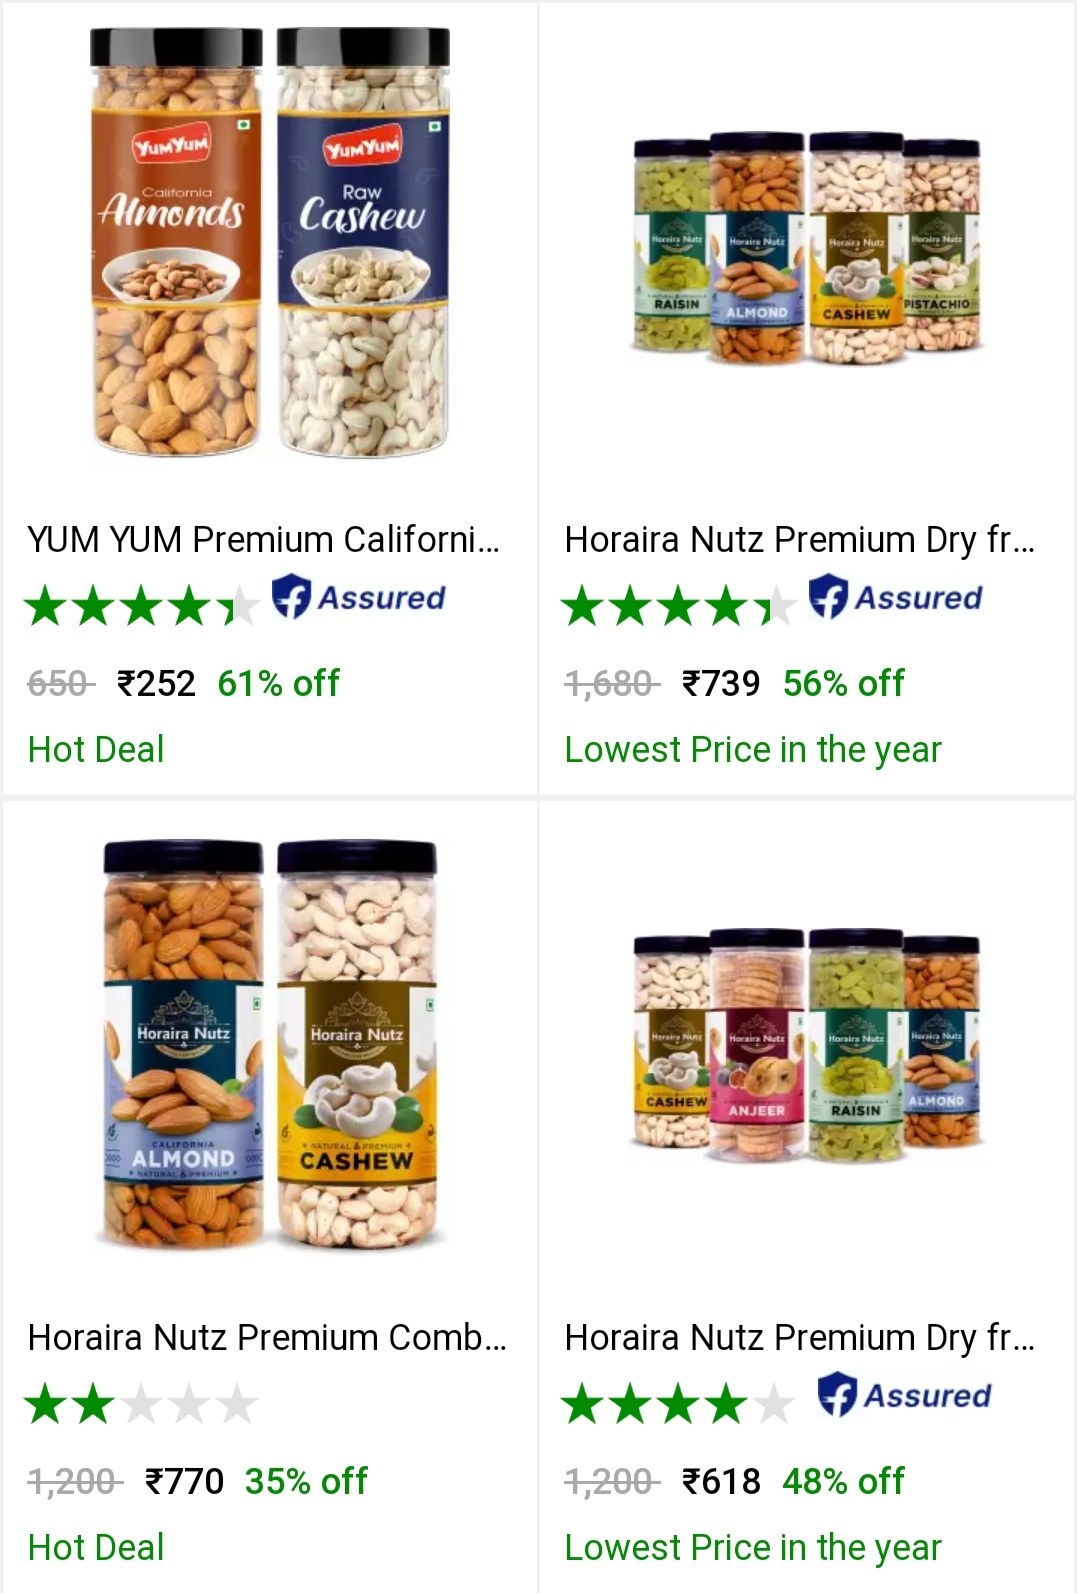 YUMYUM
California
Almonds
YUMYUM
Raw
Cashew
Horaira Nutz
RAISIN
Horaira Nutz
ALMOND
Horaira Nutz
CASHEW
Horaira Nutz
PISTACHIO
YUM YUM Premium Californi...
Assured
650 ₹252 61% off
Hot Deal
Horaira Nutz Premium Dry fr...
Assured
1,680 ₹739 56% off
Lowest Price in the year
Horaira Nutz
CALIFORNIA
ALMOND
NATURAL & PREMIUM
Horaira Nutz
NATURAL & PREMIUM
CASHEW
Horaira Nutz
CASHEW
Horaira Nutz
ANJEER
Horaira Nutz
RAISIN
Horaira Nutz
ALMOND
Horaira Nutz Premium Comb...
1,200 ₹770 35% off
Hot Deal
Horaira Nutz Premium Dry fr...
Assured
1,200 ₹618 48% off
Lowest Price in the year